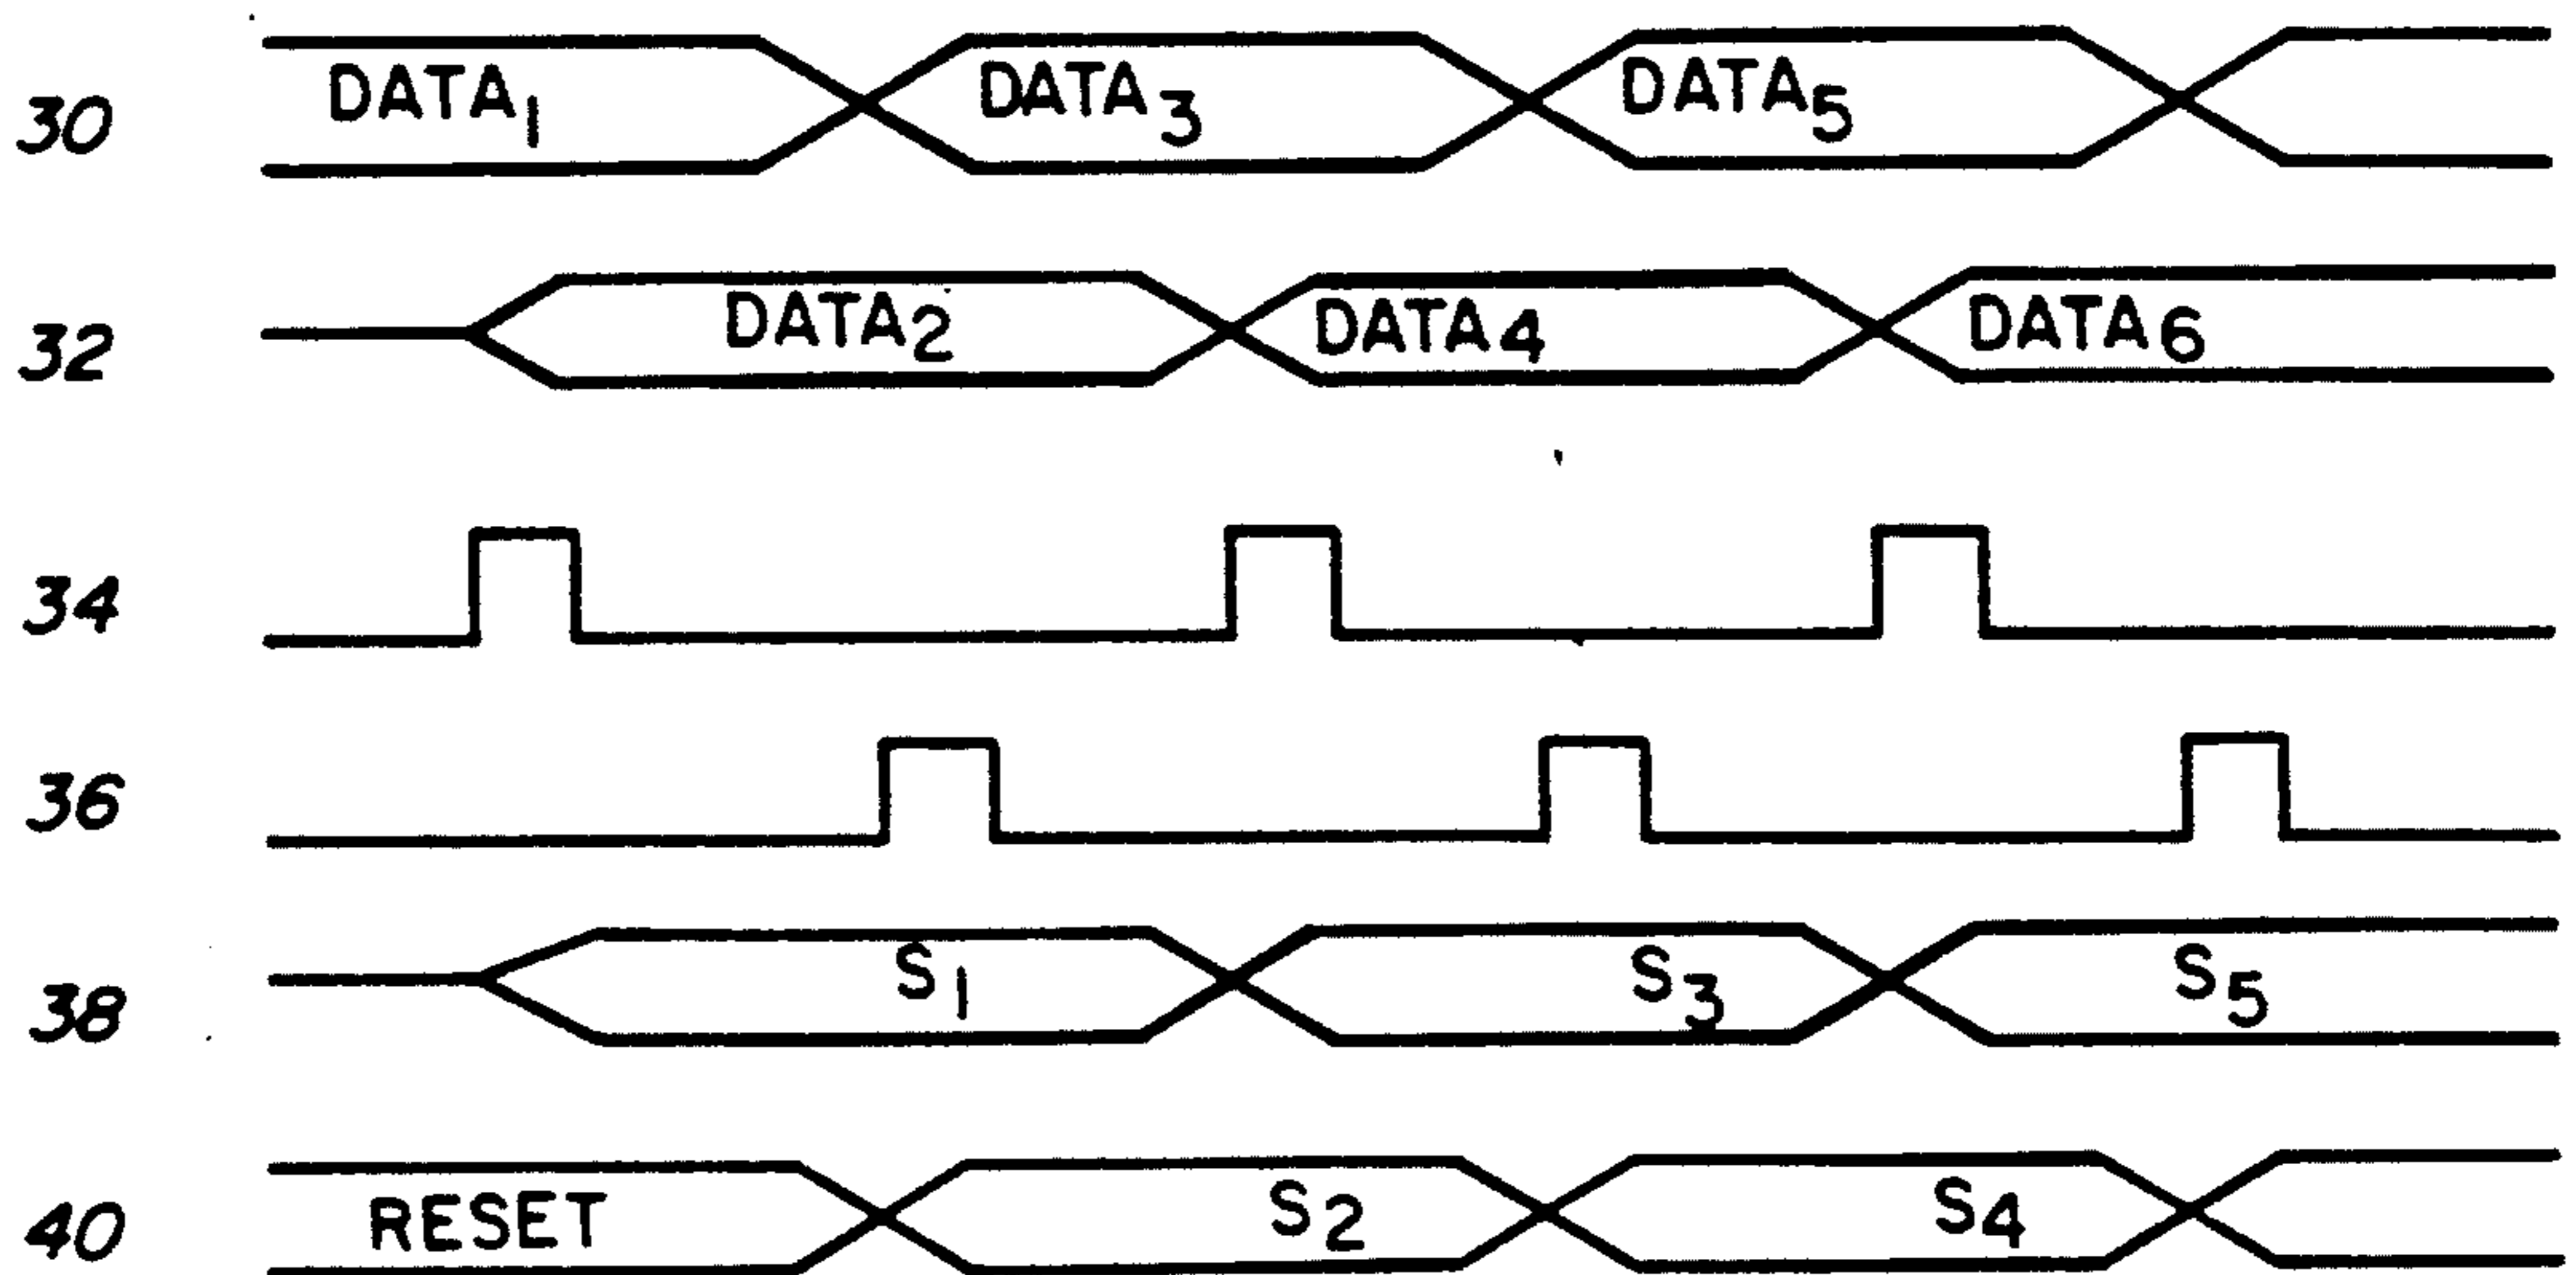 30 DATA₁ DATA₃ DATA₅
32 DATA₂ DATA₄ DATA₆
34
36
38 S₁ S₃ S₅
40 RESET S₂ S₄